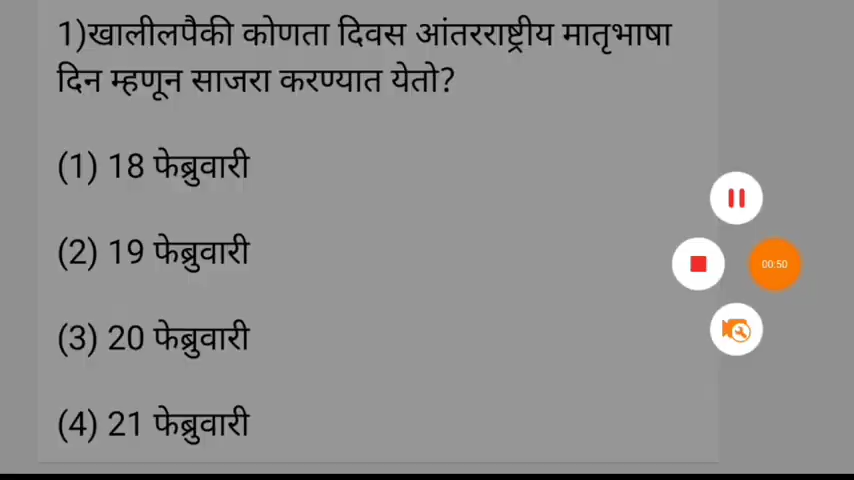 1)खालीलपैकी कोणता दिवस आंतरराष्ट्रीय मातृभाषा
दिन म्हणून साजरा करण्यात येतो?
(1) 18 फेब्रुवारी
(2) 19 फेब्रुवारी
(3) 20 फेब्रुवारी
(4) 21 फेब्रुवारी
00:50